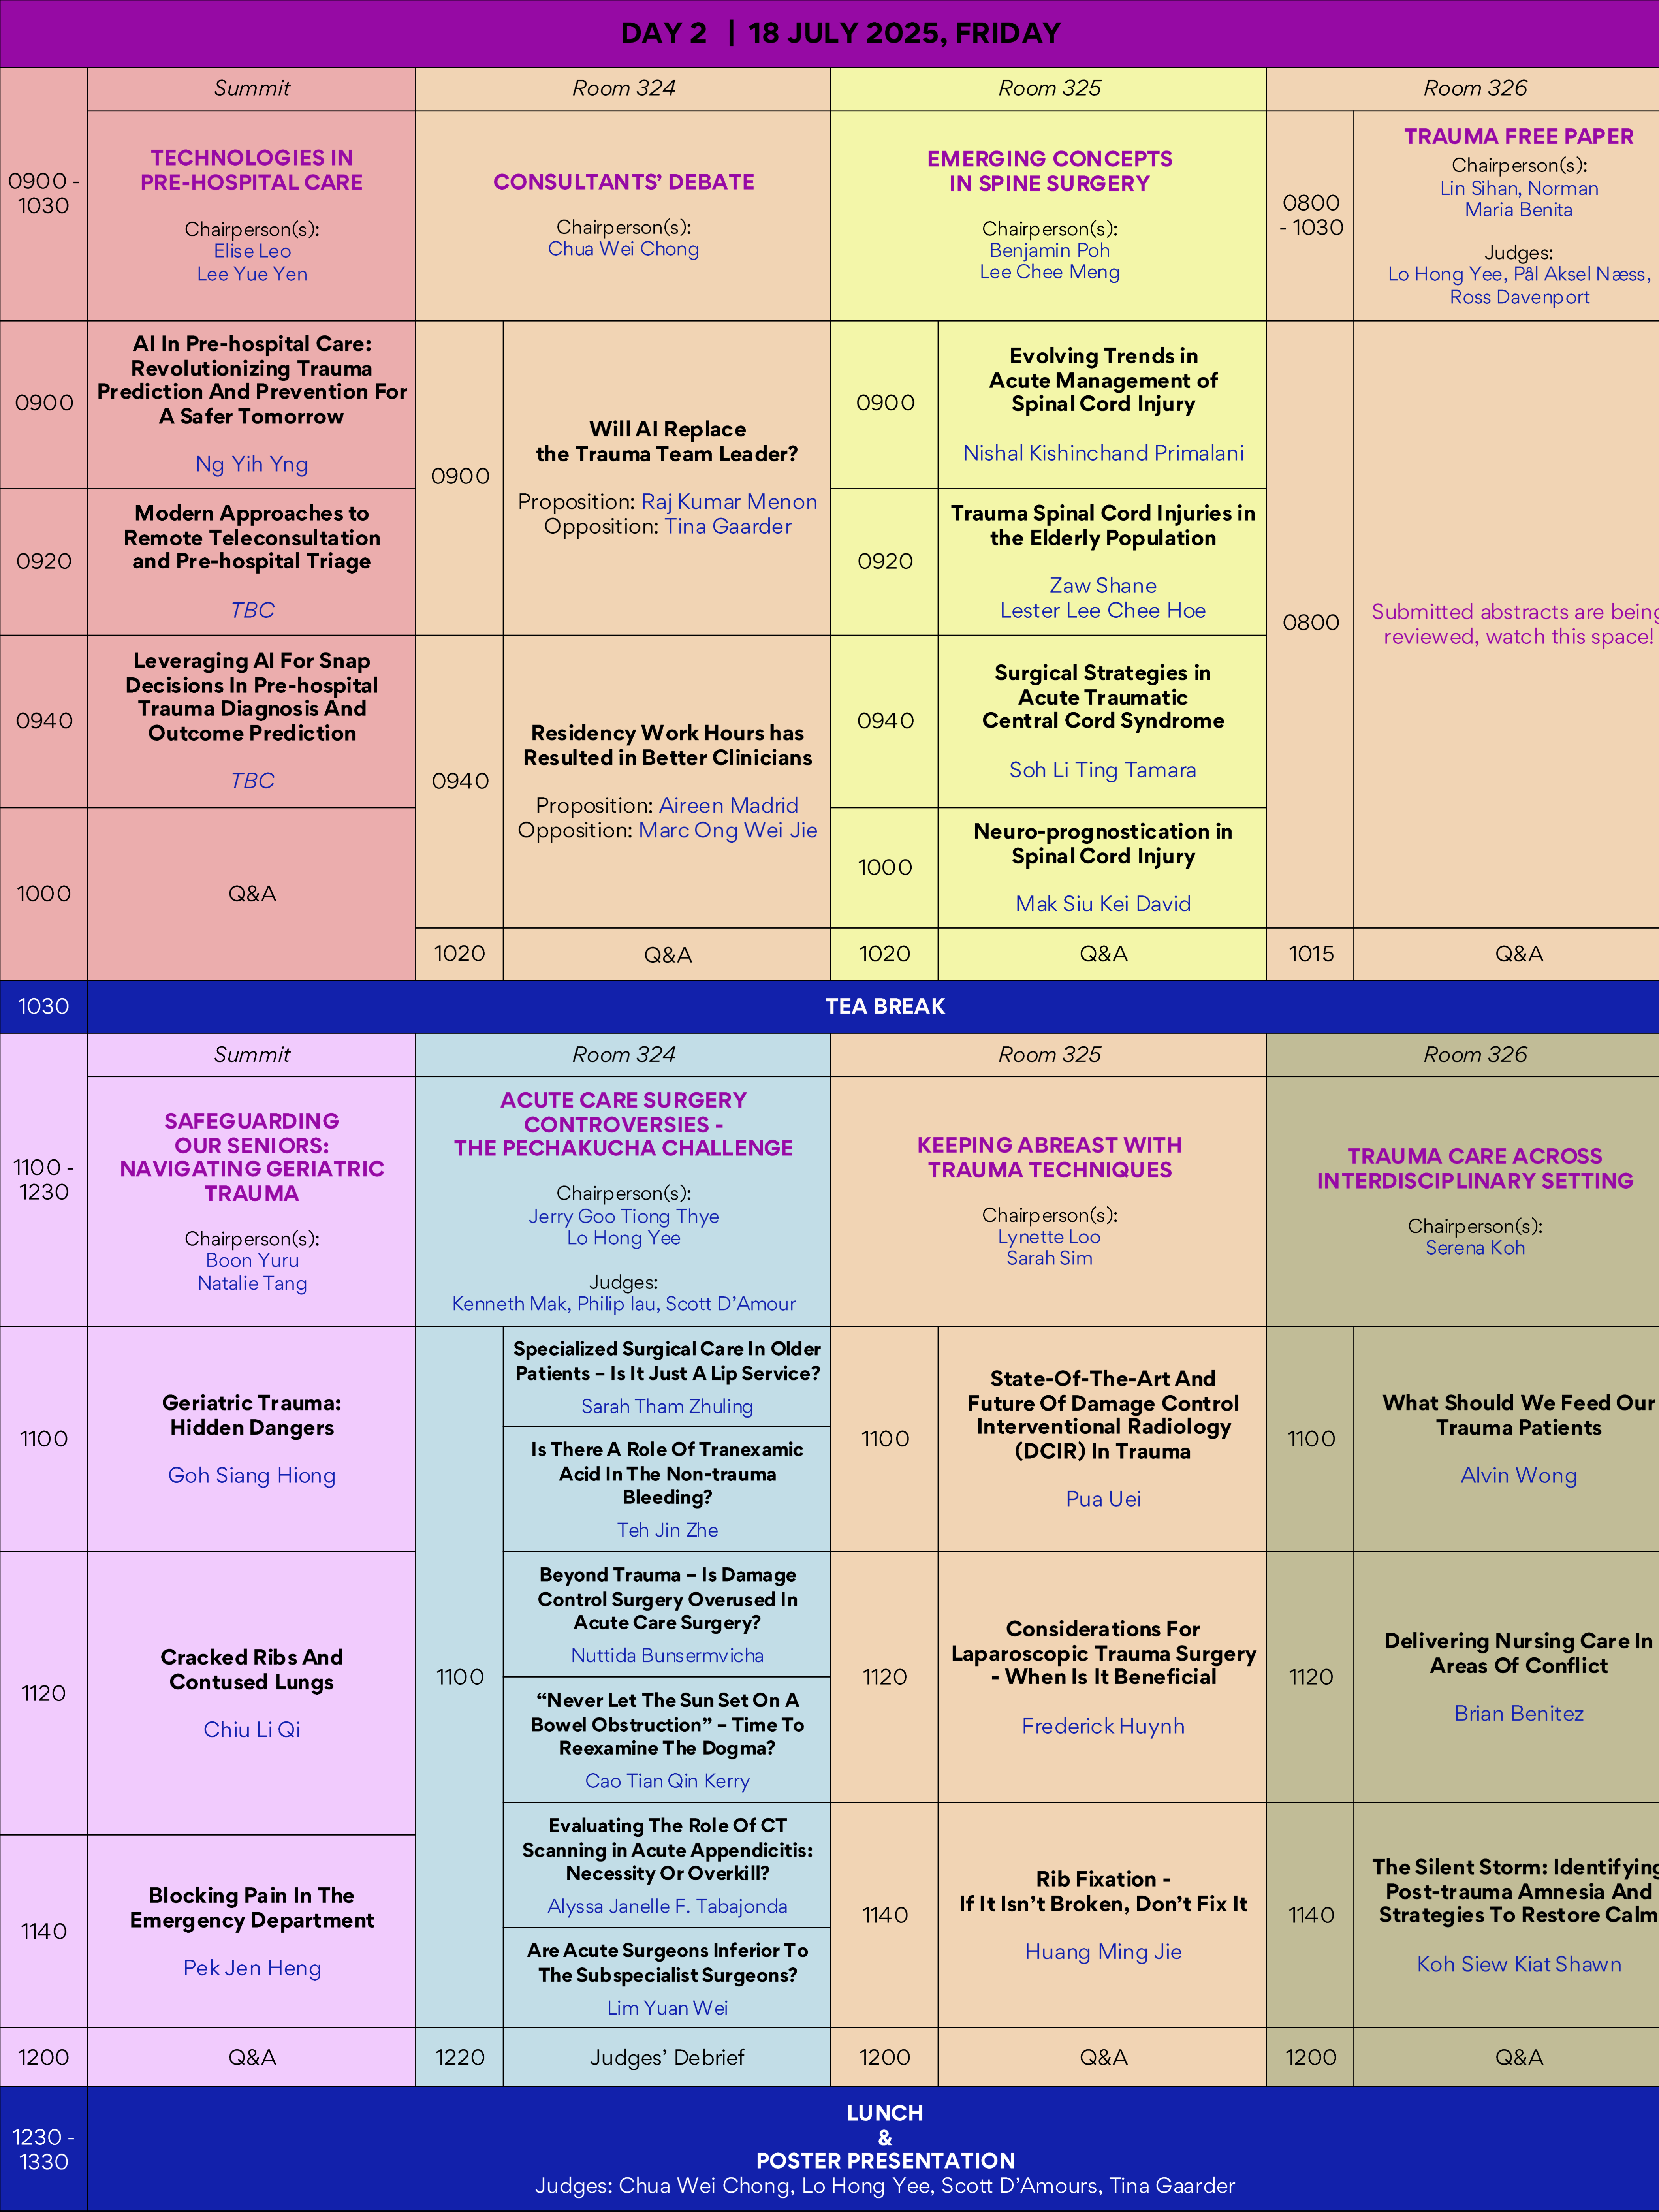 DAY 2 | 18 JULY 2025, FRIDAY
0900 -
1030
Summit
TECHNOLOGIES IN
PRE-HOSPITAL CARE
Chairperson(s):
Elise Leo
Lee Yue Yen
Room 324
CONSULTANTS’ DEBATE
Chairperson(s):
Chua Wei Chong
Room 325
EMERGING CONCEPTS
IN SPINE SURGERY
Chairperson(s):
Benjamin Poh
Lee Chee Meng
Room 326
0800
- 1030
TRAUMA FREE PAPER
Chairperson(s):
Lin Sihan, Norman
Maria Benita
Judges:
Lo Hong Yee, Pål Aksel Næss,
Ross Davenport
0900
AI In Pre-hospital Care:
Revolutionizing Trauma
Prediction And Prevention For
A Safer Tomorrow
Ng Yih Yng
0920
Modern Approaches to
Remote Teleconsultation
and Pre-hospital Triage
TBC
0940
Leveraging AI For Snap
Decisions In Pre-hospital
Trauma Diagnosis And
Outcome Prediction
TBC
1000
Q&A
0900
Will AI Replace
the Trauma Team Leader?
Proposition: Raj Kumar Menon
Opposition: Tina Gaarder
0940
Residency Work Hours has
Resulted in Better Clinicians
Proposition: Aireen Madrid
Opposition: Marc Ong Wei Jie
1020
Q&A
0900
Evolving Trends in
Acute Management of
Spinal Cord Injury
Nishal Kishinchand Primalani
0920
Trauma Spinal Cord Injuries in
the Elderly Population
Zaw Shane
Lester Lee Chee Hoe
0940
Surgical Strategies in
Acute Traumatic
Central Cord Syndrome
Soh Li Ting Tamara
1000
Neuro-prognostication in
Spinal Cord Injury
Mak Siu Kei David
1020
Q&A
0800
Submitted abstracts are being
reviewed, watch this space!
1015
Q&A
1030
TEA BREAK
1100 -
1230
Summit
SAFEGUARDING
OUR SENIORS:
NAVIGATING GERIATRIC
TRAUMA
Chairperson(s):
Boon Yuru
Natalie Tang
Room 324
ACUTE CARE SURGERY
CONTROVERSIES -
THE PECHAKUCHA CHALLENGE
Chairperson(s):
Jerry Goo Tiong Thye
Lo Hong Yee
Judges:
Kenneth Mak, Philip Iau, Scott D’Amour
Room 325
KEEPING ABREAST WITH
TRAUMA TECHNIQUES
Chairperson(s):
Lynette Loo
Sarah Sim
Room 326
TRAUMA CARE ACROSS
INTERDISCIPLINARY SETTING
Chairperson(s):
Serena Koh
1100
Geriatric Trauma:
Hidden Dangers
Goh Siang Hiong
1120
Cracked Ribs And
Contused Lungs
Chiu Li Qi
1140
Blocking Pain In The
Emergency Department
Pek Jen Heng
1200
Q&A
1100
Specialized Surgical Care In Older
Patients – Is It Just A Lip Service?
Sarah Tham Zhuling
Is There A Role Of Tranexamic
Acid In The Non-trauma
Bleeding?
Teh Jin Zhe
Beyond Trauma – Is Damage
Control Surgery Overused In
Acute Care Surgery?
Nuttida Bunsermvicha
“Never Let The Sun Set On A
Bowel Obstruction” – Time To
Reexamine The Dogma?
Cao Tian Qin Kerry
Evaluating The Role Of CT
Scanning in Acute Appendicitis:
Necessity Or Overkill?
Alyssa Janelle F. Tabajonda
Are Acute Surgeons Inferior To
The Subspecialist Surgeons?
Lim Yuan Wei
1220
Judges’ Debrief
1100
State-Of-The-Art And
Future Of Damage Control
Interventional Radiology
(DCIR) In Trauma
Pua Uei
1120
Considerations For
Laparoscopic Trauma Surgery
- When Is It Beneficial
Frederick Huynh
1140
Rib Fixation -
If It Isn’t Broken, Don’t Fix It
Huang Ming Jie
1200
Q&A
1100
What Should We Feed Our
Trauma Patients
Alvin Wong
1120
Delivering Nursing Care In
Areas Of Conflict
Brian Benitez
1140
The Silent Storm: Identifying
Post-trauma Amnesia And
Strategies To Restore Calm
Koh Siew Kiat Shawn
1200
Q&A
1230 -
1330
LUNCH
&
POSTER PRESENTATION
Judges: Chua Wei Chong, Lo Hong Yee, Scott D’Amours, Tina Gaarder